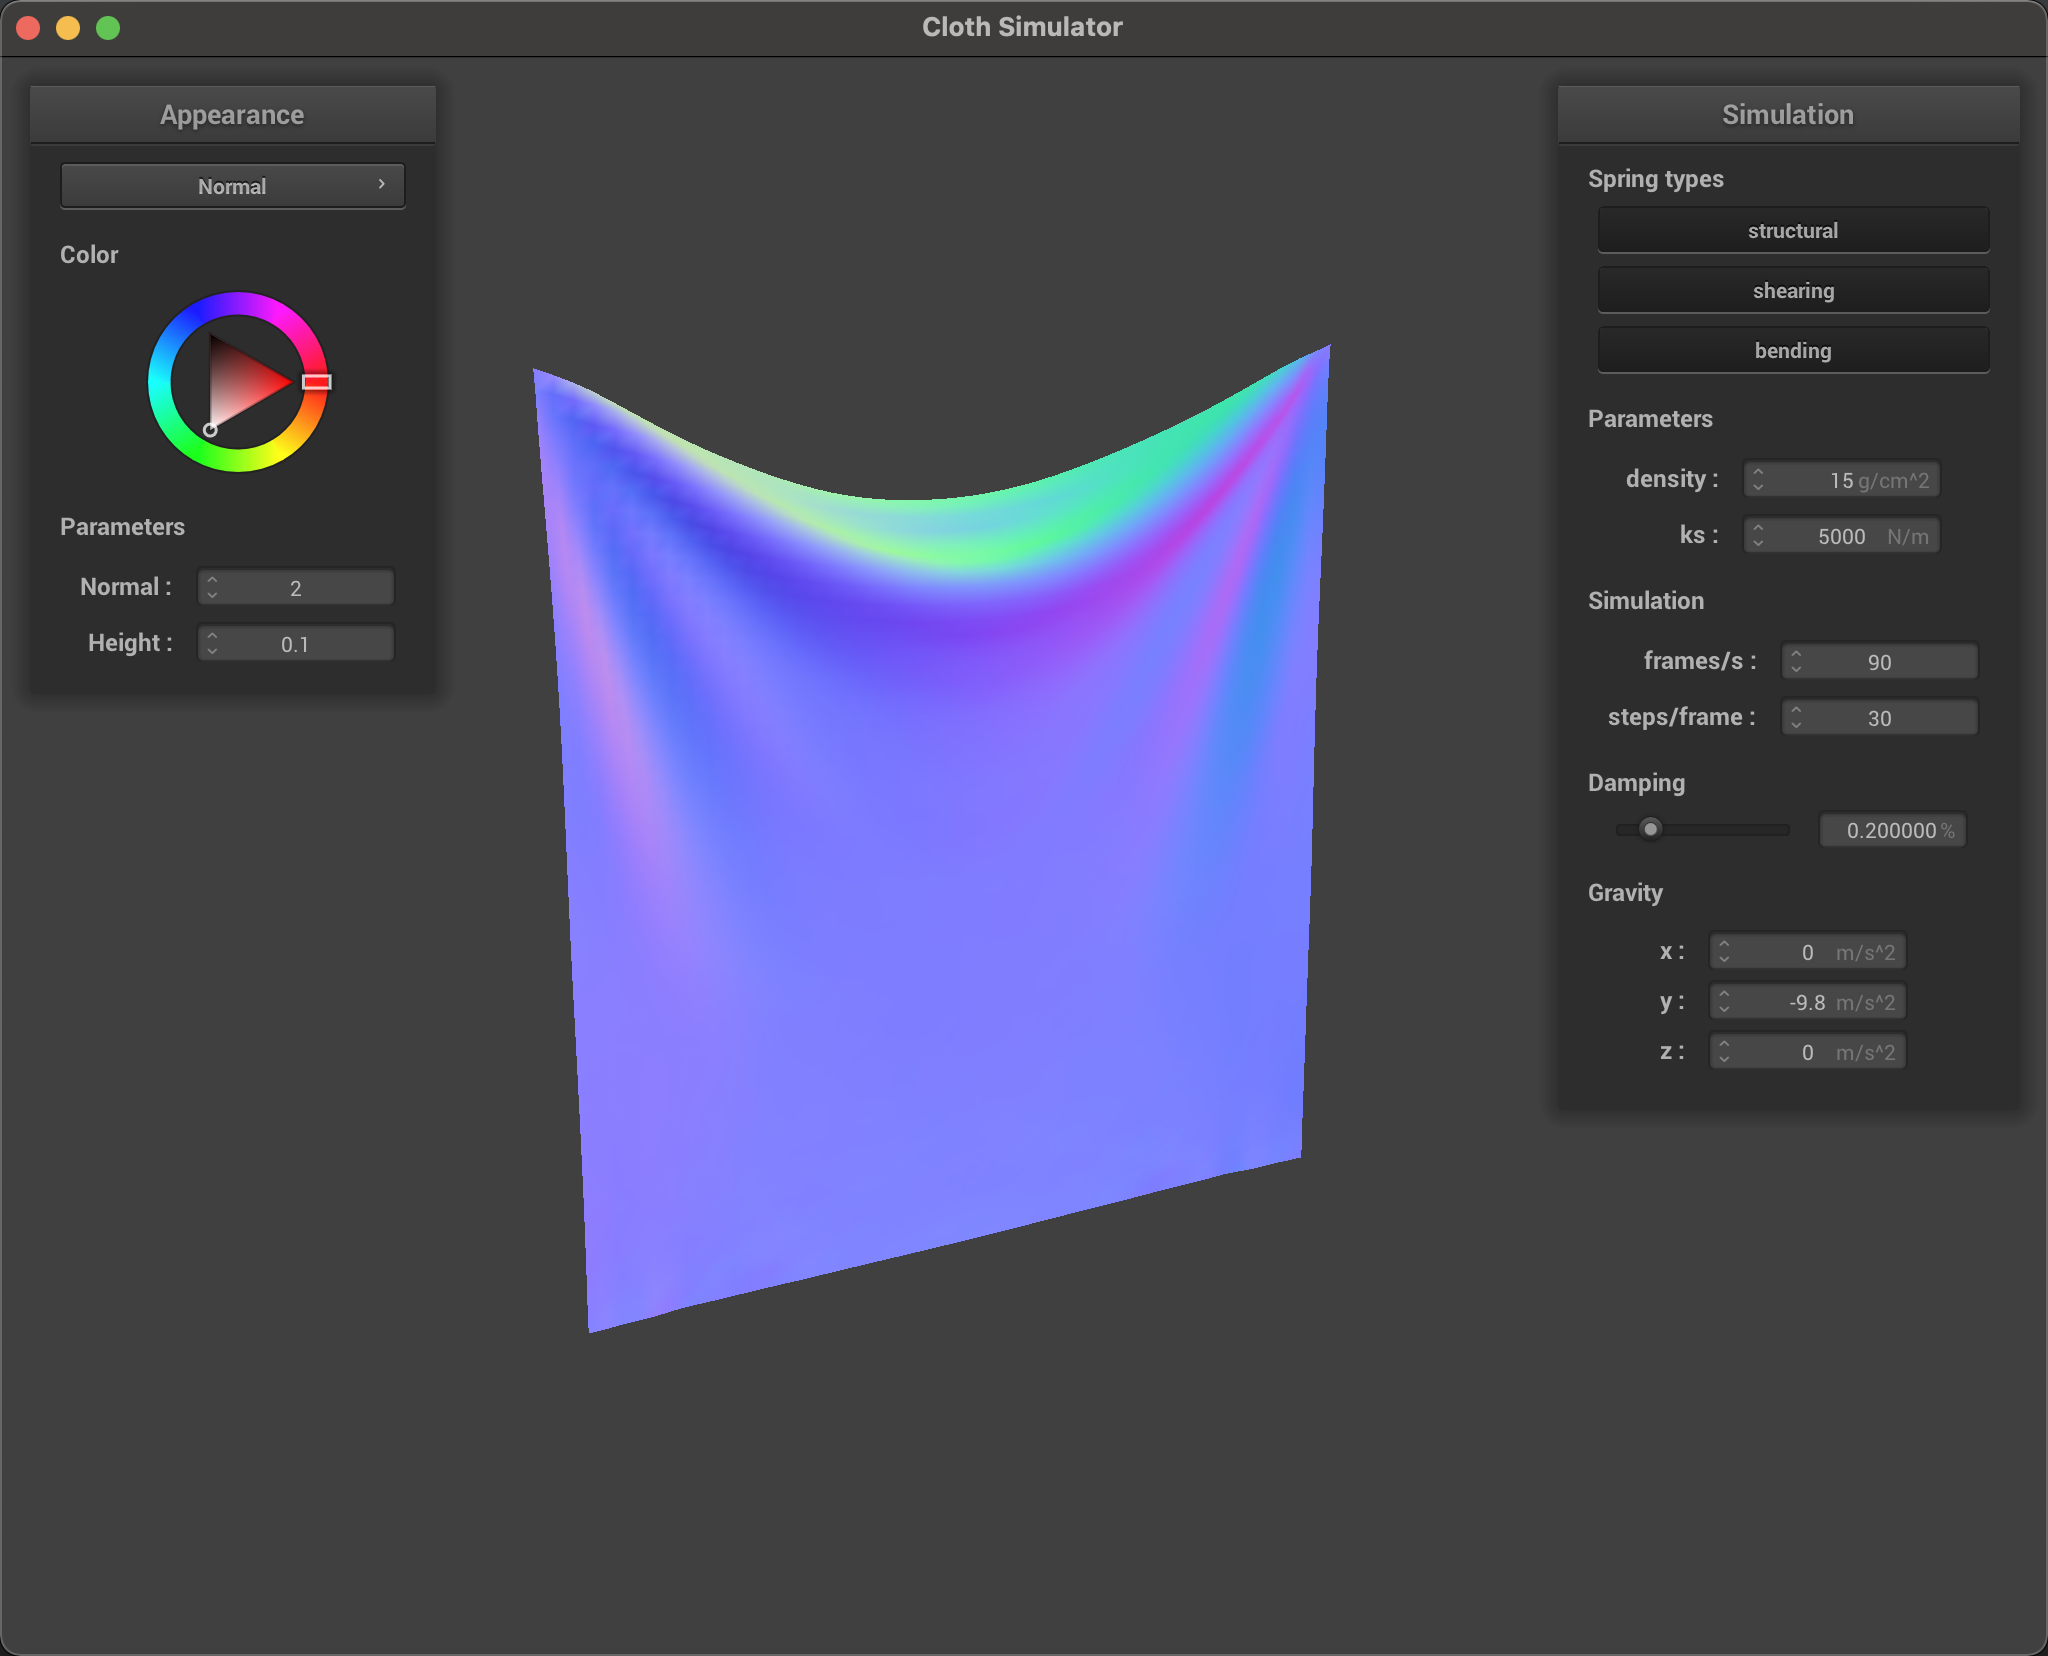 Cloth Simulator
Appearance
Normal
Color
Parameters
Normal : 2
Height : 0.1
Simulation
Spring types
structural
shearing
bending
Parameters
density : 15 g/cm^2
ks : 5000 N/m
Simulation
frames/s : 90
steps/frame : 30
Damping
0.200000 %
Gravity
x : 0 m/s^2
y : -9.8 m/s^2
z : 0 m/s^2